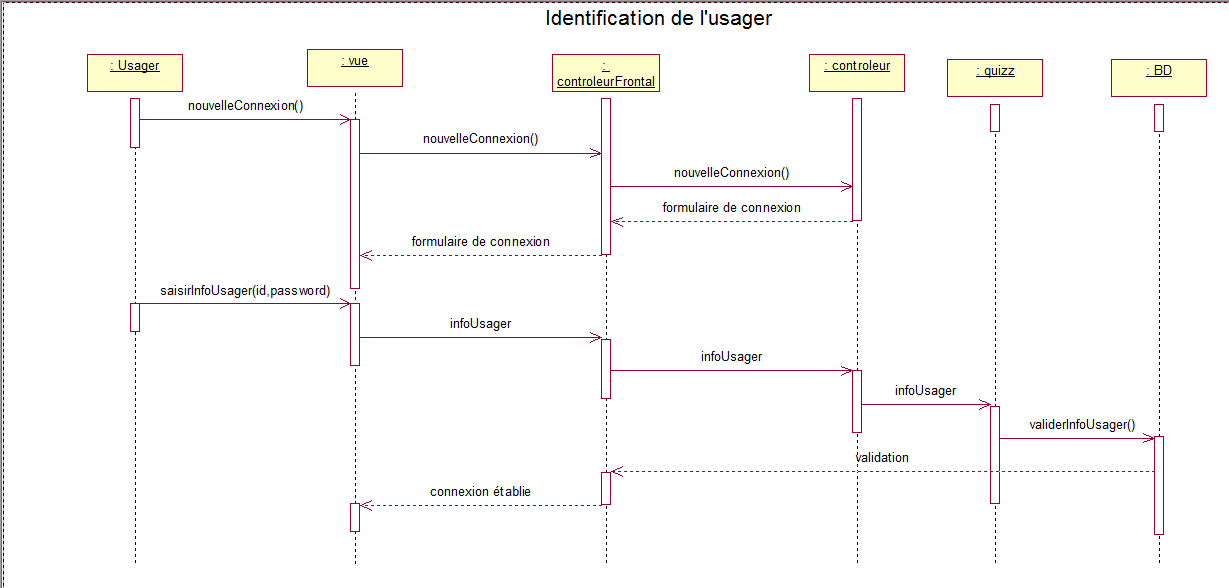 Identification de l'usager
: Usager
: vue
:
controleurFrontal
: controleur
: quizz
: BD
nouvelleConnexion()
nouvelleConnexion()
nouvelleConnexion()
formulaire de connexion
formulaire de connexion
saisirInfoUsager(id,password)
infoUsager
infoUsager
infoUsager
validerInfoUsager()
validation
connexion établie